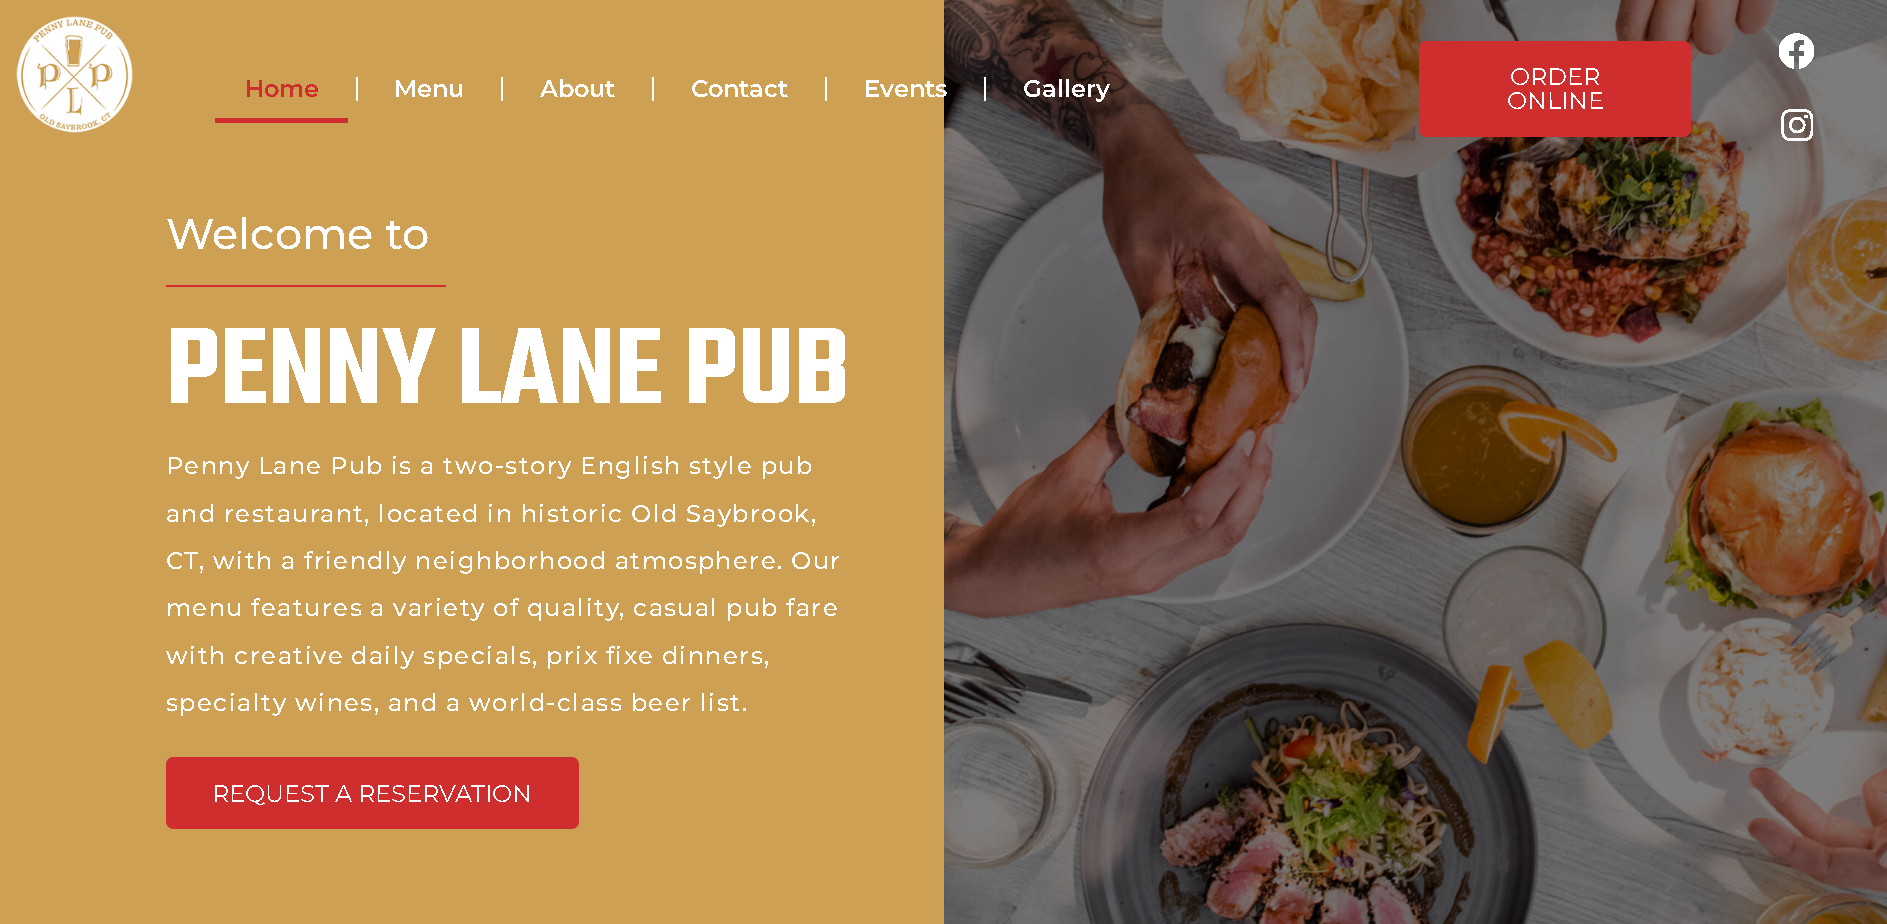 PENNY LANE PUB
P P
L
OLD SAYBROOK, CT
Home
Menu
About
Contact
Events
Gallery
ORDER
ONLINE
Welcome to
PENNY LANE PUB
Penny Lane Pub is a two-story English style pub
and restaurant, located in historic Old Saybrook,
CT, with a friendly neighborhood atmosphere. Our
menu features a variety of quality, casual pub fare
with creative daily specials, prix fixe dinners,
specialty wines, and a world-class beer list.
REQUEST A RESERVATION